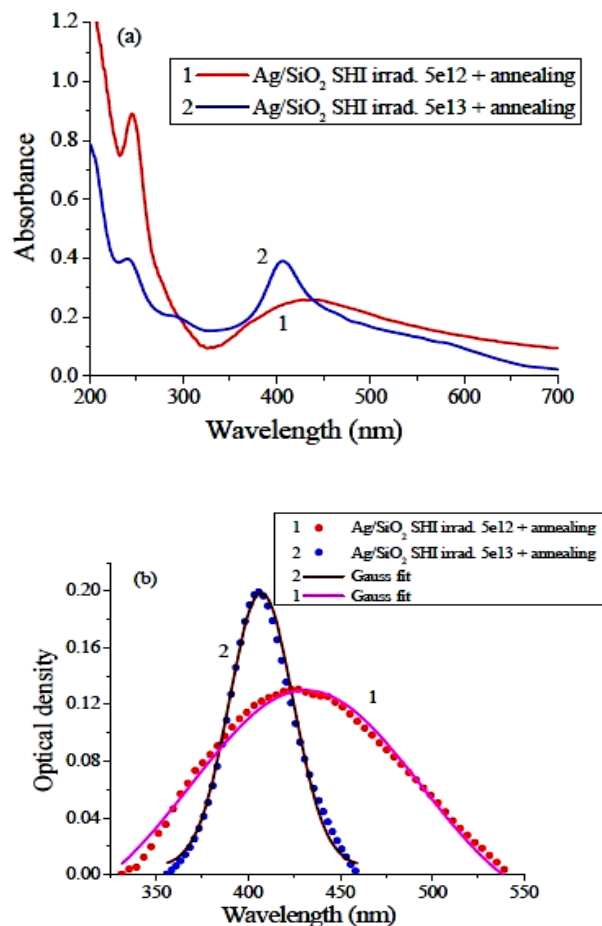 (a)
1 Ag/SiO₂ SHI irrad. 5e12 + annealing
2 Ag/SiO₂ SHI irrad. 5e13 + annealing
1.2
1.0
0.8
0.6
0.4
0.2
0.0
Absorbance
2
1
200 300 400 500 600 700
Wavelength (nm)
(b)
1 Ag/SiO₂ SHI irrad. 5e12 + annealing
2 Ag/SiO₂ SHI irrad. 5e13 + annealing
2 Gauss fit
1 Gauss fit
0.20
0.16
0.12
0.08
0.04
0.00
Optical density
2
1
350 400 450 500 550
Wavelength (nm)